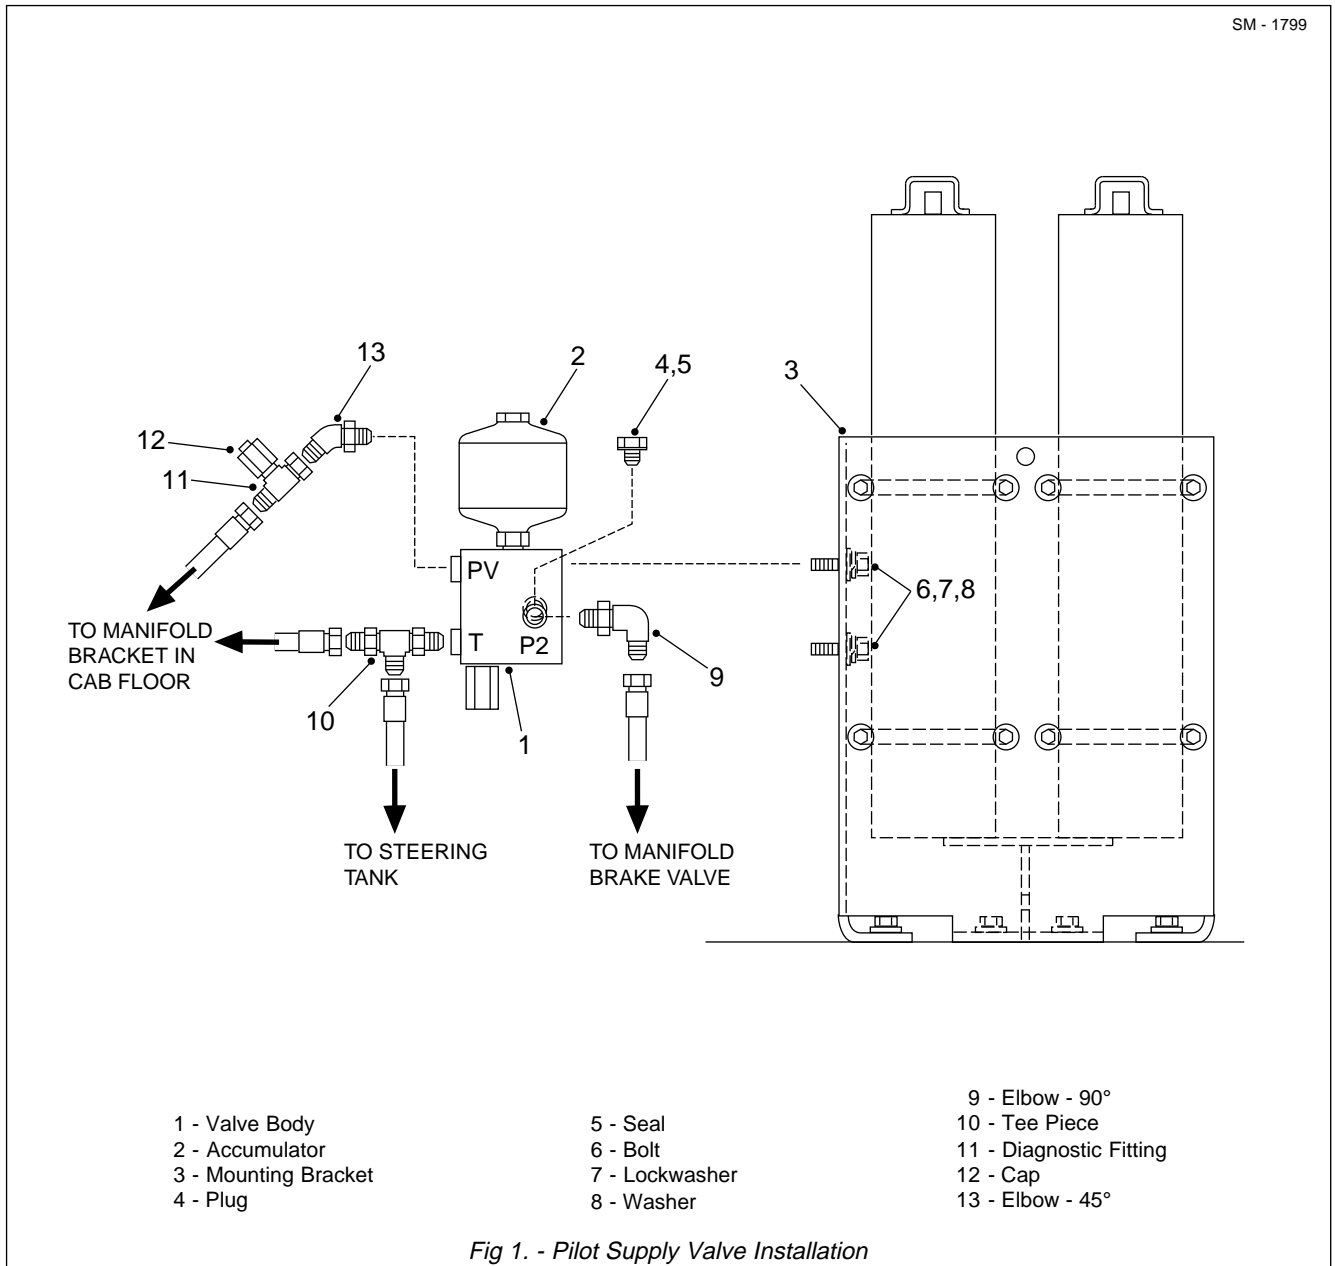 SM - 1799
13
2
4,5
3
12
11
PV
6,7,8
TO MANIFOLD
BRACKET IN
CAB FLOOR
T
P2
9
10
1
TO STEERING
TANK
TO MANIFOLD
BRAKE VALVE
1 - Valve Body
2 - Accumulator
3 - Mounting Bracket
4 - Plug
5 - Seal
6 - Bolt
7 - Lockwasher
8 - Washer
9 - Elbow - 90°
10 - Tee Piece
11 - Diagnostic Fitting
12 - Cap
13 - Elbow - 45°
Fig 1. - Pilot Supply Valve Installation